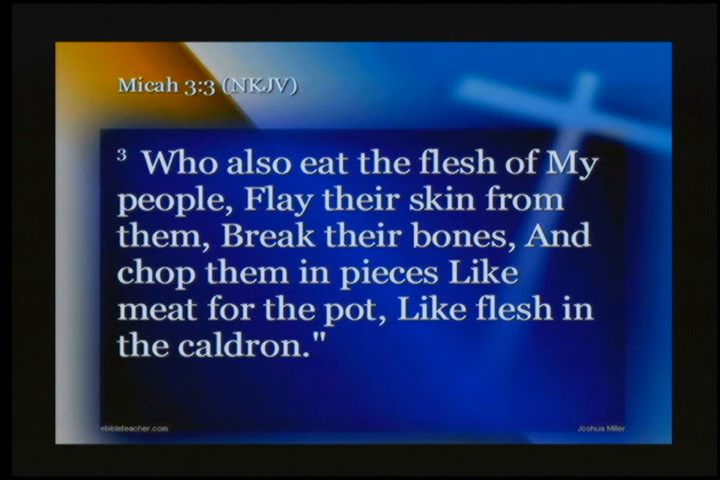 Micah 3:3 (NKJV)
3 Who also eat the flesh of My
people, Flay their skin from
them, Break their bones, And
chop them in pieces Like
meat for the pot, Like flesh in
the caldron."
ebibleteacher.com
Joshua Miller